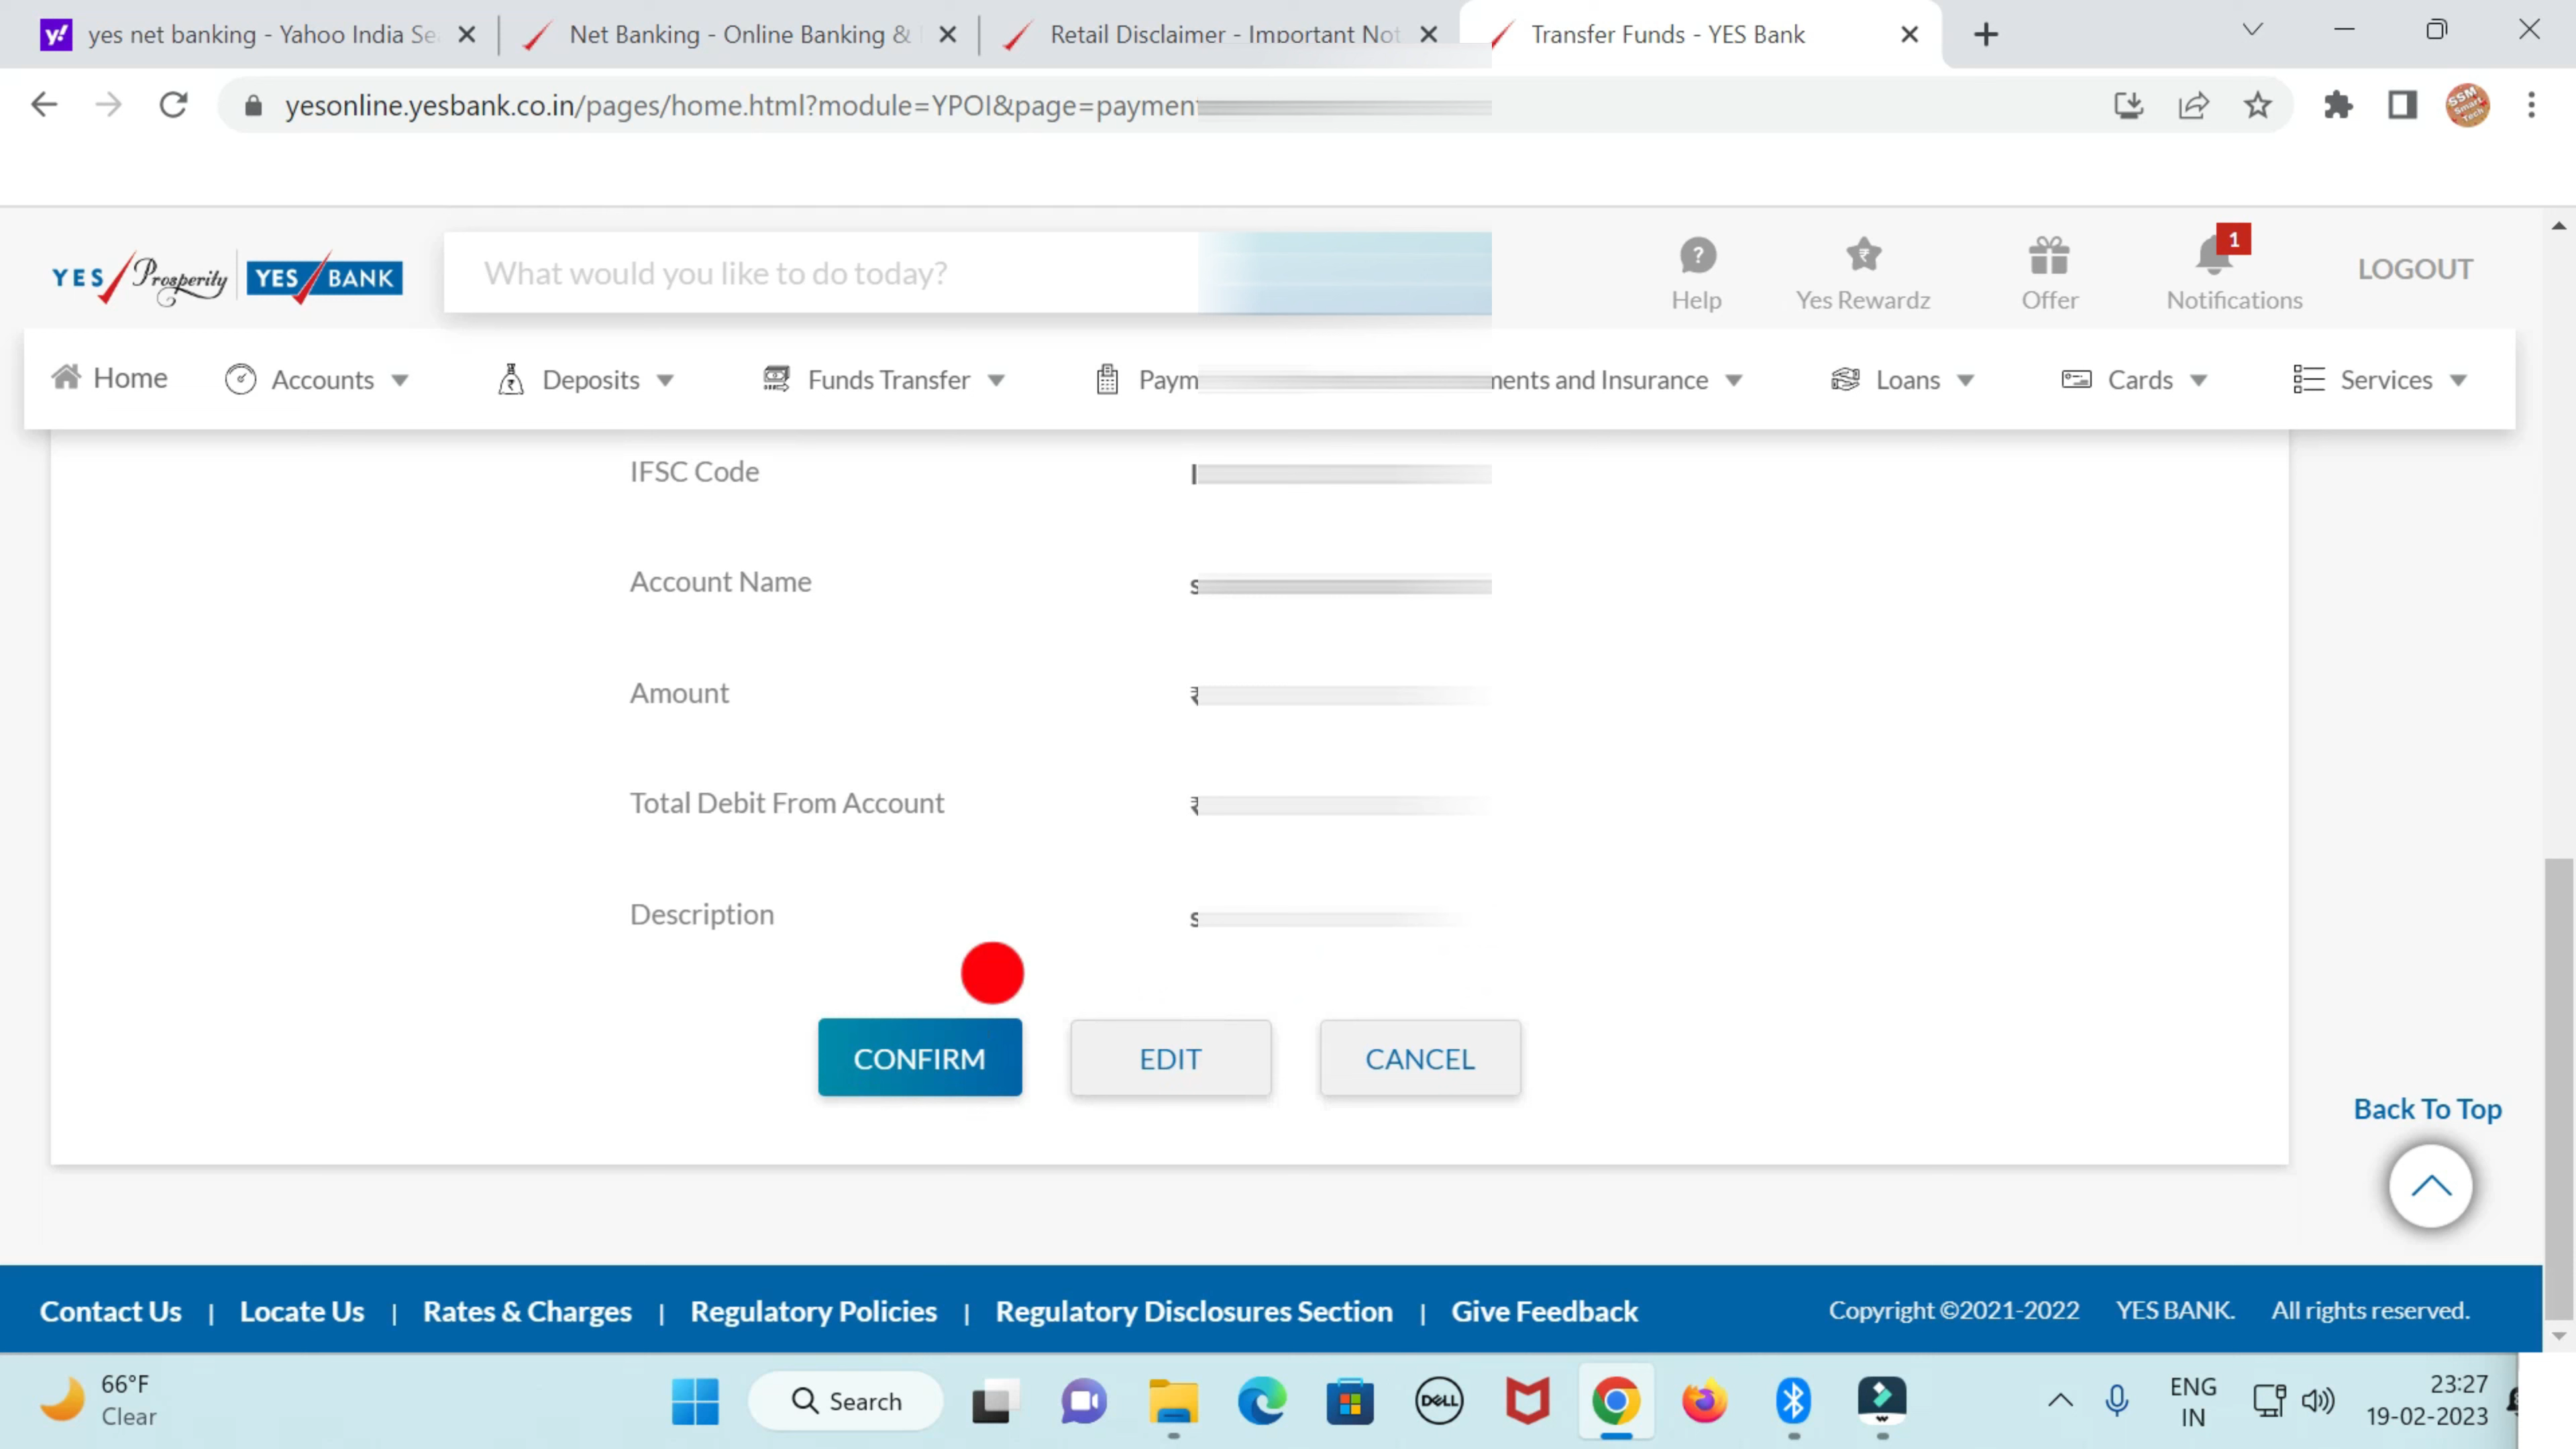 yes net banking - Yahoo India Se
Net Banking - Online Banking &
Retail Disclaimer - Important Not
Transfer Funds - YES Bank
yesonline.yesbank.co.in/pages/home.html?module=YPOI&page=paymen
SSM Smart Tech
YES Prosperity YES BANK
What would you like to do today?
Help
Yes Rewardz
Offer
1
Notifications
LOGOUT
Home
Accounts
Deposits
Funds Transfer
Paym
ments and Insurance
Loans
Cards
Services
IFSC Code
Account Name
s
Amount
₹
Total Debit From Account
₹
Description
s
CONFIRM
EDIT
CANCEL
Back To Top
Contact Us | Locate Us | Rates & Charges | Regulatory Policies | Regulatory Disclosures Section | Give Feedback
Copyright ©2021-2022 YES BANK. All rights reserved.
66°F
Clear
Search
DELL
ENG
IN
23:27
19-02-2023